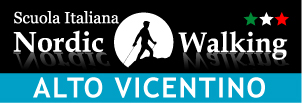 Scuola Italiana
Nordic Walking
ALTO VICENTINO